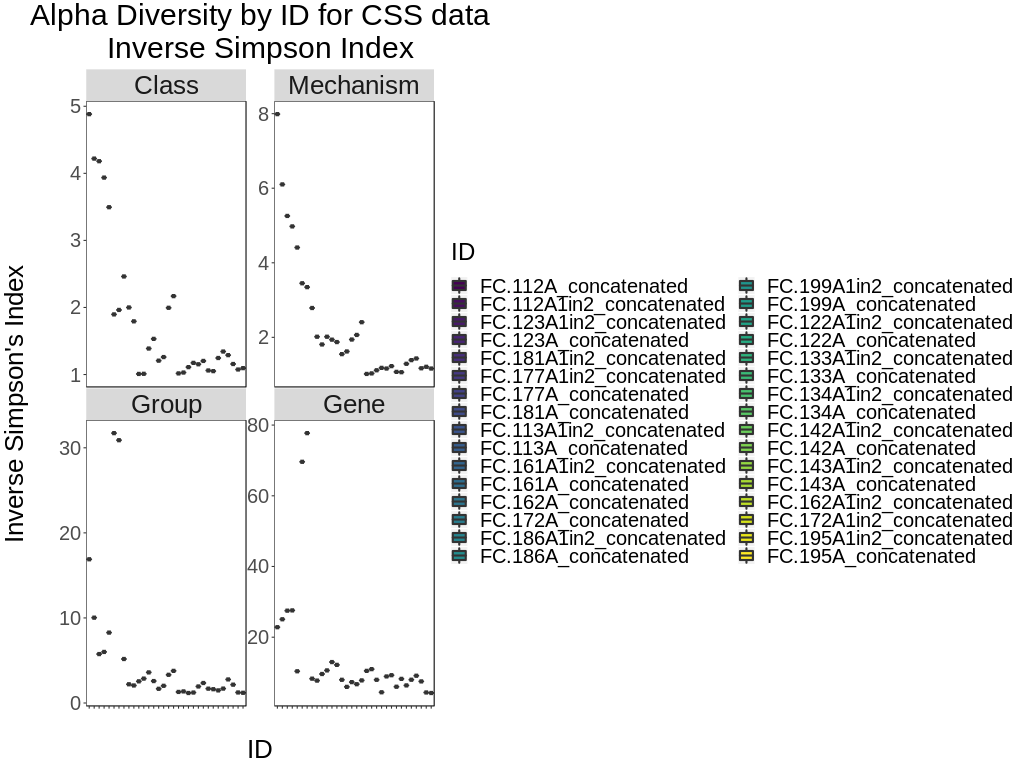 Alpha Diversity by ID for CSS data
Inverse Simpson Index
Class
Mechanism
5
4
3
2
1
8
6
4
2
Group
Gene
30
20
10
0
80
60
40
20
Inverse Simpson's Index
ID
ID
FC.112A_concatenated
FC.112A1in2_concatenated
FC.123A1in2_concatenated
FC.123A_concatenated
FC.181A1in2_concatenated
FC.177A1in2_concatenated
FC.177A_concatenated
FC.181A_concatenated
FC.113A1in2_concatenated
FC.113A_concatenated
FC.161A1in2_concatenated
FC.161A_concatenated
FC.162A_concatenated
FC.172A_concatenated
FC.186A1in2_concatenated
FC.186A_concatenated
FC.199A1in2_concatenated
FC.199A_concatenated
FC.122A1in2_concatenated
FC.122A_concatenated
FC.133A1in2_concatenated
FC.133A_concatenated
FC.134A1in2_concatenated
FC.134A_concatenated
FC.142A1in2_concatenated
FC.142A_concatenated
FC.143A1in2_concatenated
FC.143A_concatenated
FC.162A1in2_concatenated
FC.172A1in2_concatenated
FC.195A1in2_concatenated
FC.195A_concatenated